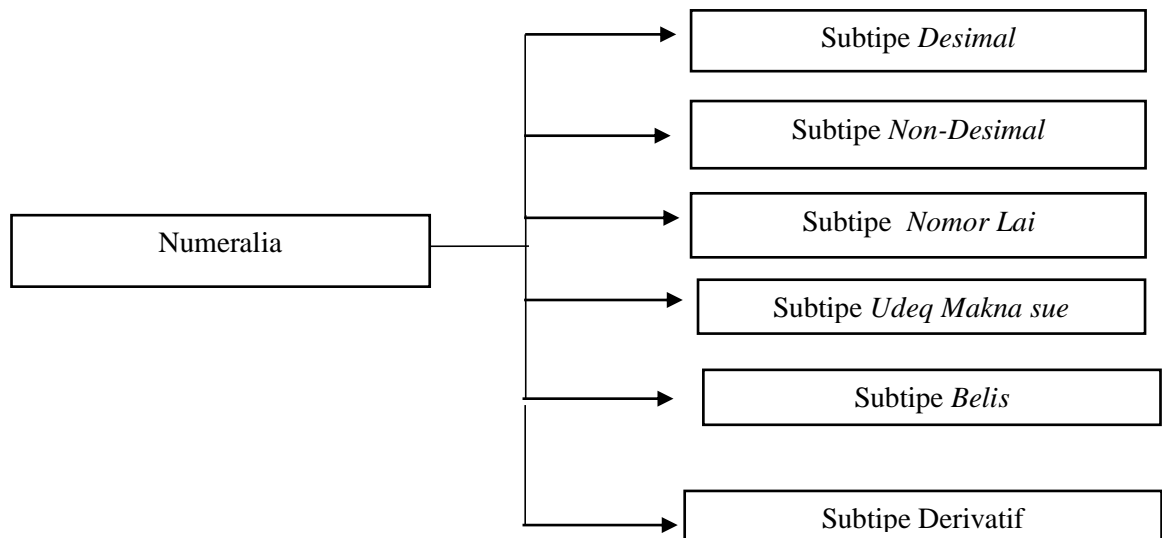 Subtipe Desimal
Subtipe Non-Desimal
Numeralia
Subtipe Nomor Lai
Subtipe Udeq Makna sue
Subtipe Belis
Subtipe Derivatif